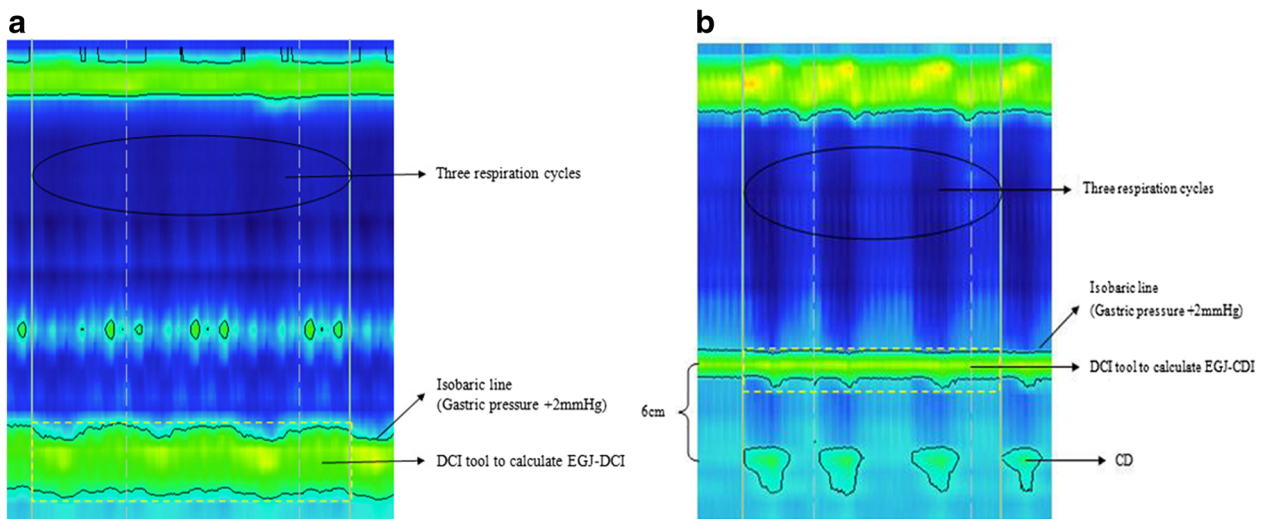 a
Three respiration cycles
Isobaric line
(Gastric pressure +2mmHg)
DCI tool to calculate EGJ-DCI
b
Three respiration cycles
Isobaric line
(Gastric pressure +2mmHg)
DCI tool to calculate EGJ-CDI
6cm
CD